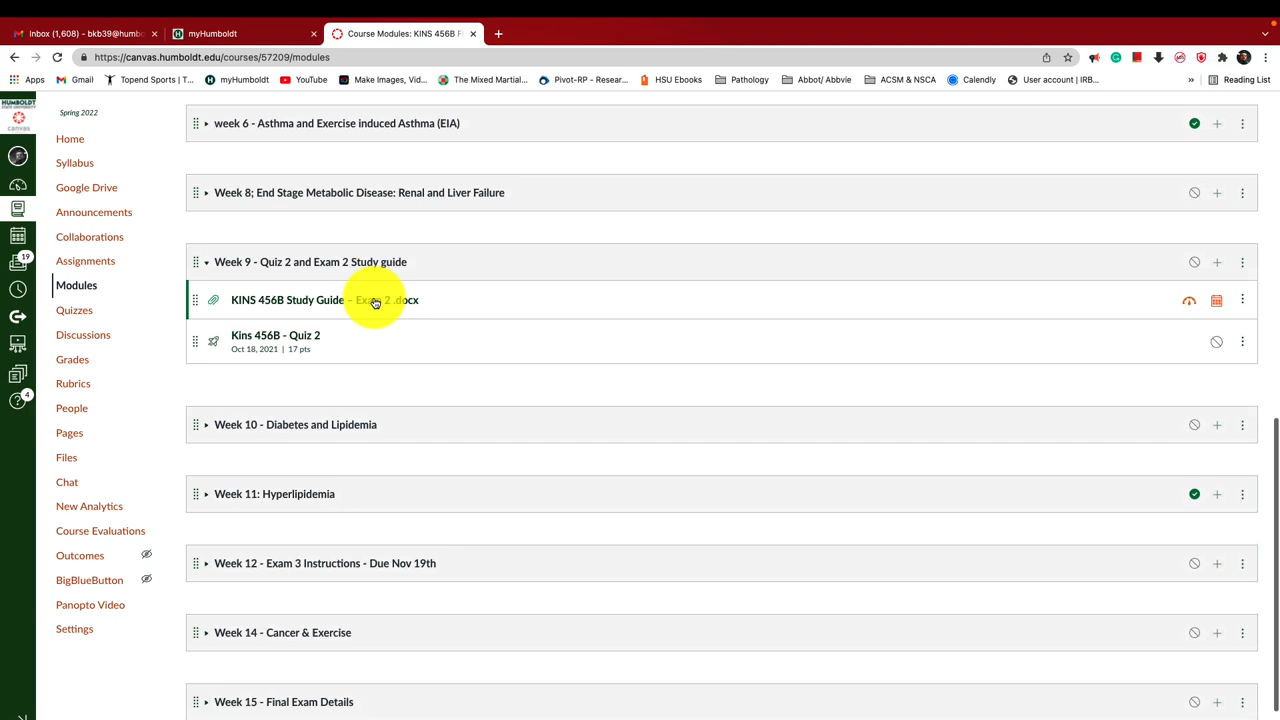 Inbox (1,608) - bkb39@humbo
myHumboldt
Course Modules: KINS 456B F
https://canvas.humboldt.edu/courses/57209/modules
Apps
Gmail
Topend Sports | T...
myHumboldt
YouTube
Make Images, Vid...
The Mixed Martial...
Pivot-RP - Resear...
HSU Ebooks
Pathology
Abbot/ Abbvie
ACSM & NSCA
Calendly
User account | IRB...
»
Reading List
HUMBOLDT
STATE UNIVERSITY
canvas
19
4
Spring 2022
Home
Syllabus
Google Drive
Announcements
Collaborations
Assignments
Modules
Quizzes
Discussions
Grades
Rubrics
People
Pages
Files
Chat
New Analytics
Course Evaluations
Outcomes
BigBlueButton
Panopto Video
Settings
week 6 - Asthma and Exercise induced Asthma (EIA)
Week 8; End Stage Metabolic Disease: Renal and Liver Failure
Week 9 - Quiz 2 and Exam 2 Study guide
KINS 456B Study Guide – Exam 2 .docx
Kins 456B - Quiz 2
Oct 18, 2021 | 17 pts
Week 10 - Diabetes and Lipidemia
Week 11: Hyperlipidemia
Week 12 - Exam 3 Instructions - Due Nov 19th
Week 14 - Cancer & Exercise
Week 15 - Final Exam Details